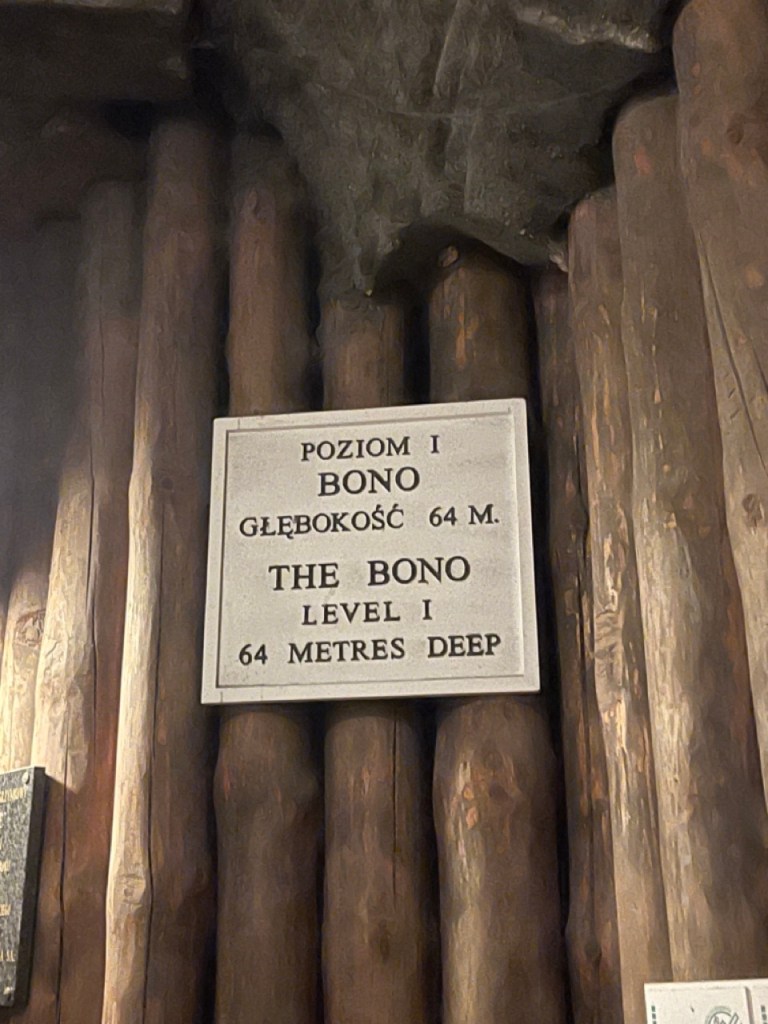 POZIOM I
BONO
GŁĘBOKOŚĆ 64 M.
THE BONO
LEVEL I
64 METRES DEEP